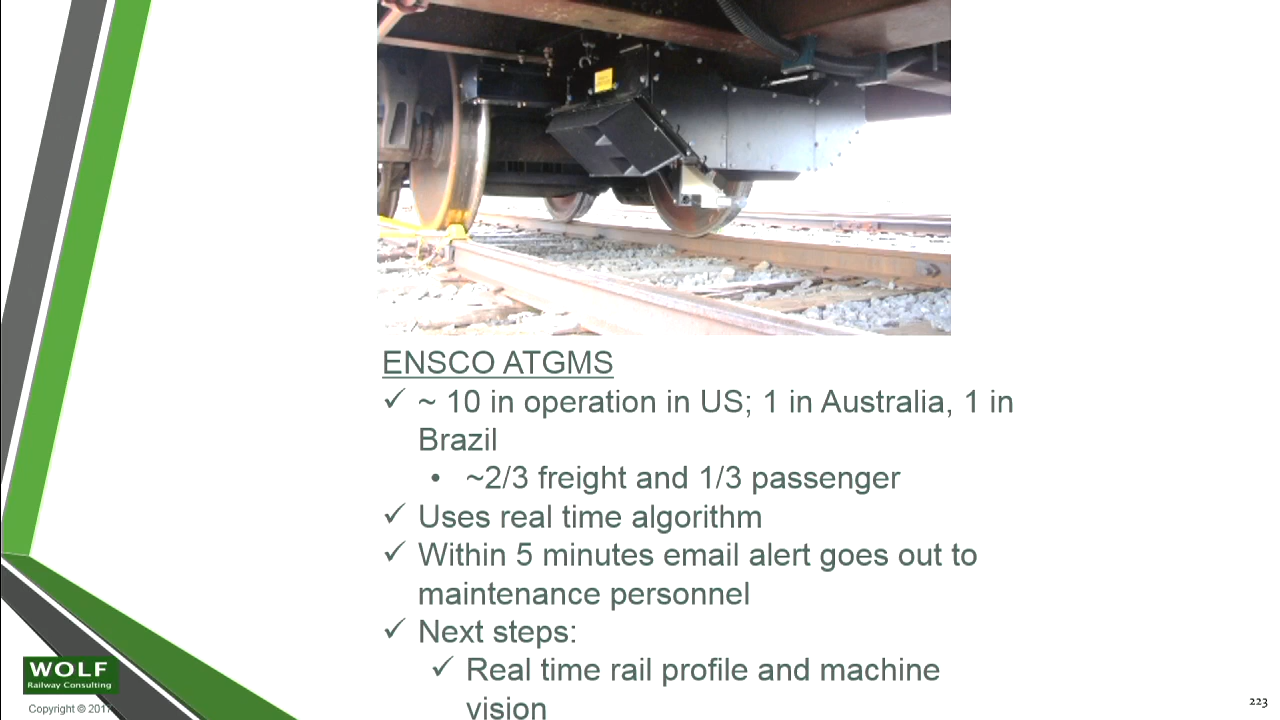 ENSCO ATGMS
✓ ~ 10 in operation in US; 1 in Australia, 1 in
Brazil
• ~2/3 freight and 1/3 passenger
✓ Uses real time algorithm
✓ Within 5 minutes email alert goes out to
maintenance personnel
✓ Next steps:
✓ Real time rail profile and machine
vision
WOLF
Railway Consulting
Copyright ©
223